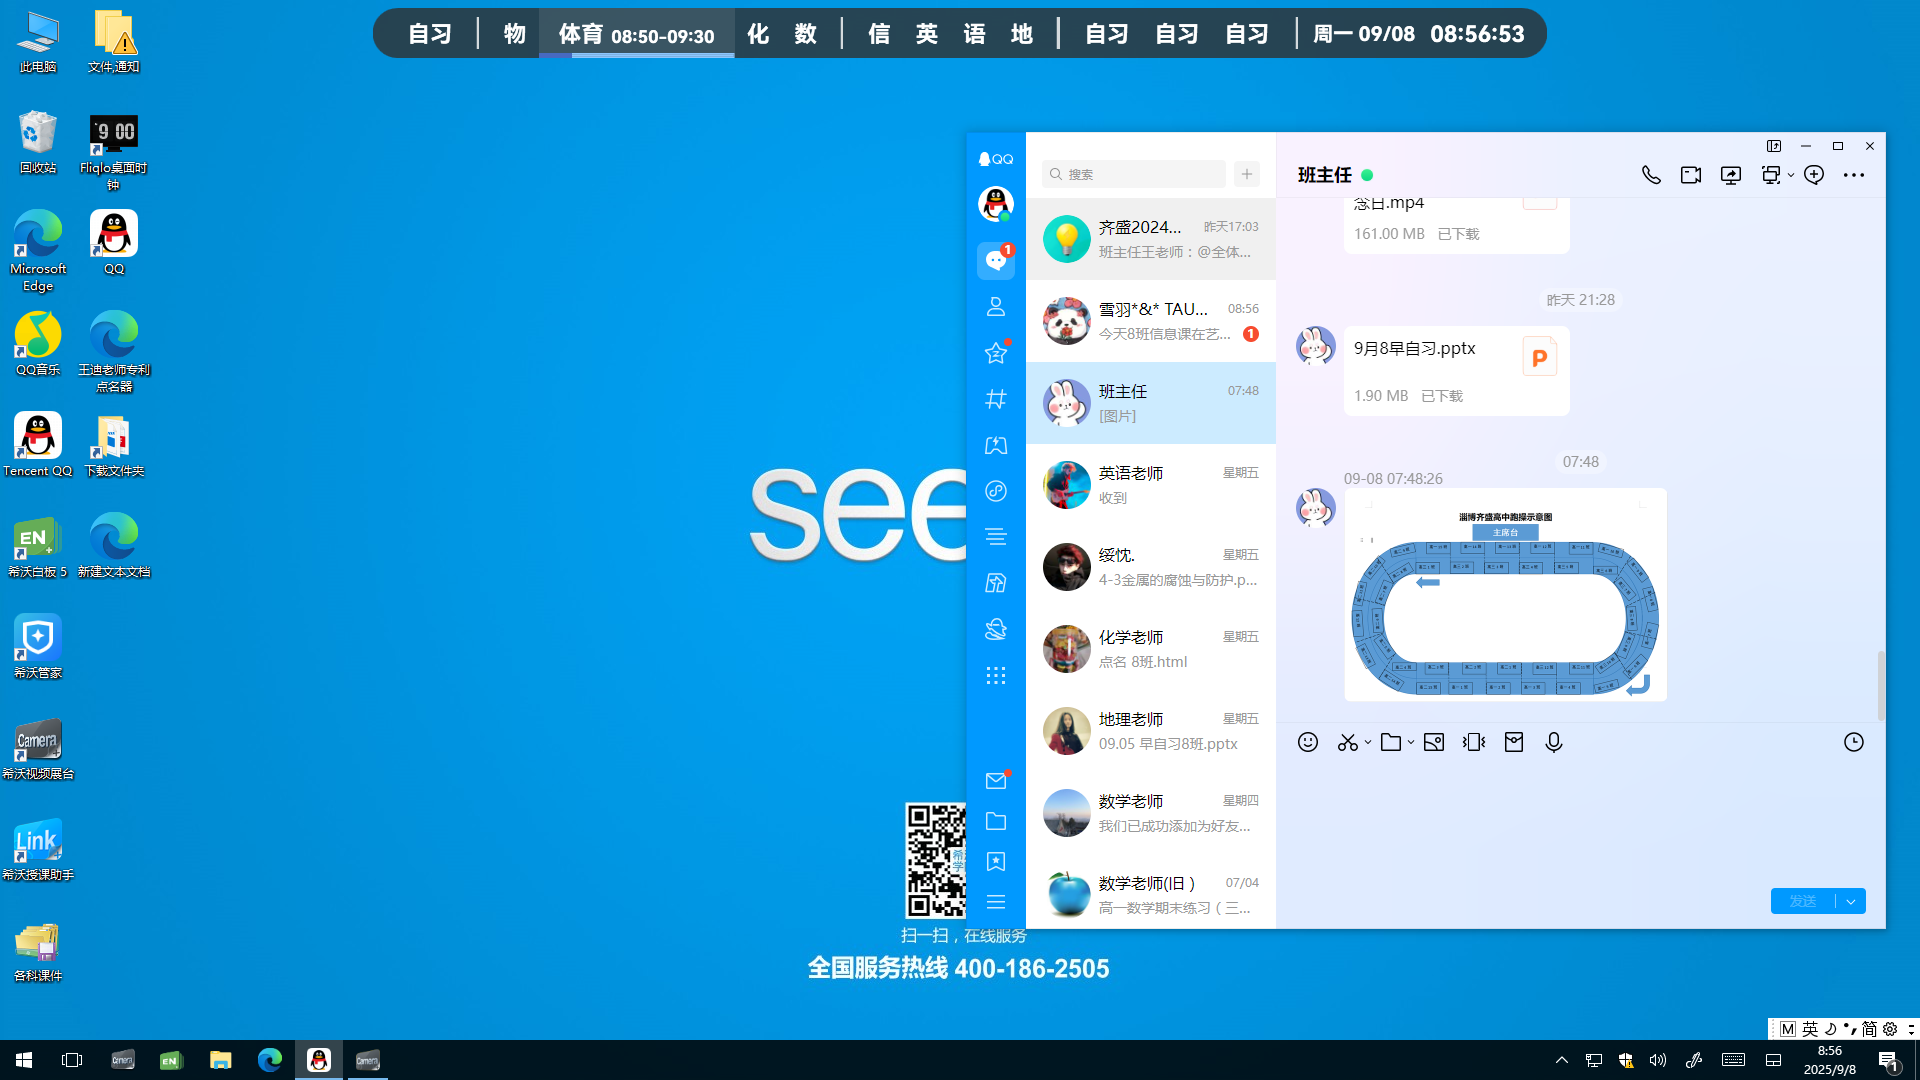 自习 | 物 体育 08:50-09:30 化 数 | 信 英 语 地 | 自习 自习 自习 | 周一 09/08 08:56:53
此电脑
文件,通知
回收站
Fliqlo桌面时
钟
Microsoft
Edge
QQ
QQ音乐
王迪老师专利
点名器
Tencent QQ
下载文件夹
希沃白板 5
新建文本文档
希沃管家
Camera
希沃视频展台
Link
希沃授课助手
各科课件
see
扫一扫，在线服务
全国服务热线 400-186-2505
QQ
搜索
齐盛2024...
昨天17:03
班主任王老师：@全体...
雪羽*&* TAU...
08:56
今天8班信息课在艺...
1
班主任
07:48
[图片]
英语老师
星期五
收到
绥忱.
星期五
4-3金属的腐蚀与防护.p...
化学老师
星期五
点名 8班.html
地理老师
星期五
09.05 早自习8班.pptx
数学老师
星期四
我们已成功添加为好友...
数学老师(旧）
07/04
高一数学期末练习（三...
班主任
念日.mp4
161.00 MB 已下载
昨天 21:28
9月8早自习.pptx
P
1.90 MB 已下载
07:48
09-08 07:48:26
淄博齐盛高中跑操示意图
主席台
发送
M 英 简
8:56
2025/9/8
1